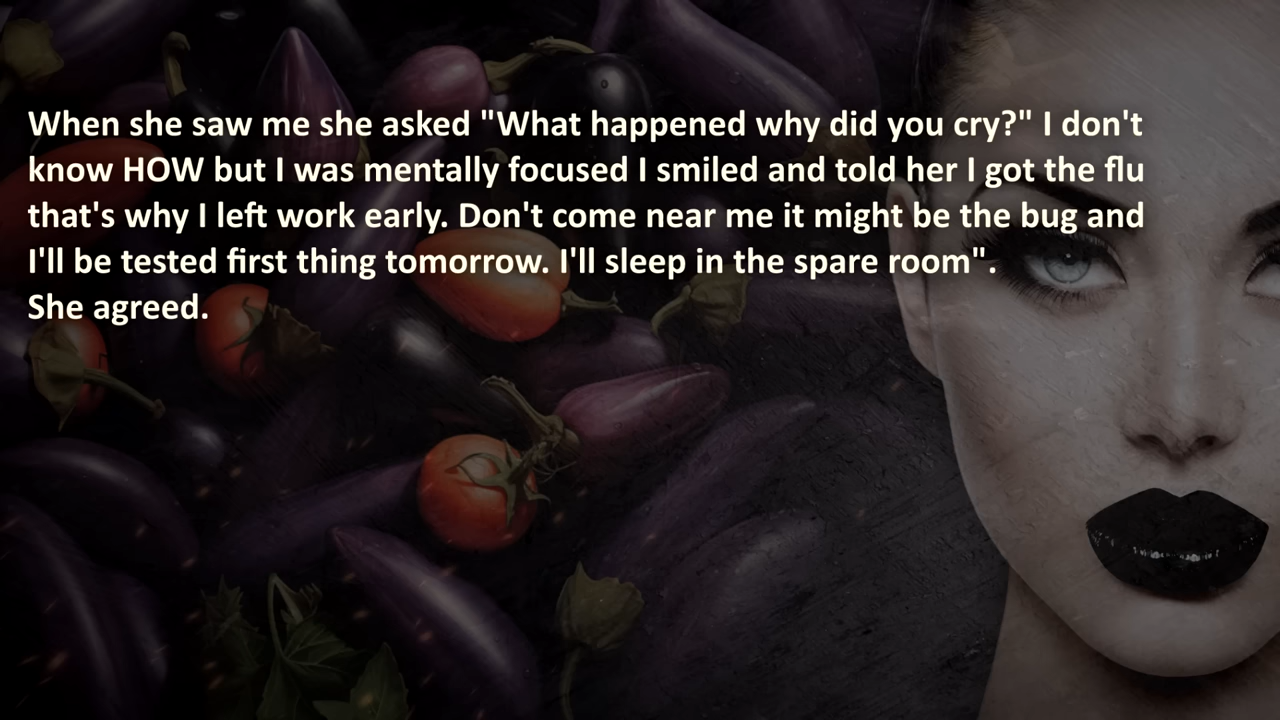 When she saw me she asked "What happened why did you cry?" I don't
know HOW but I was mentally focused I smiled and told her I got the flu
that's why I left work early. Don't come near me it might be the bug and
I'll be tested first thing tomorrow. I'll sleep in the spare room".
She agreed.